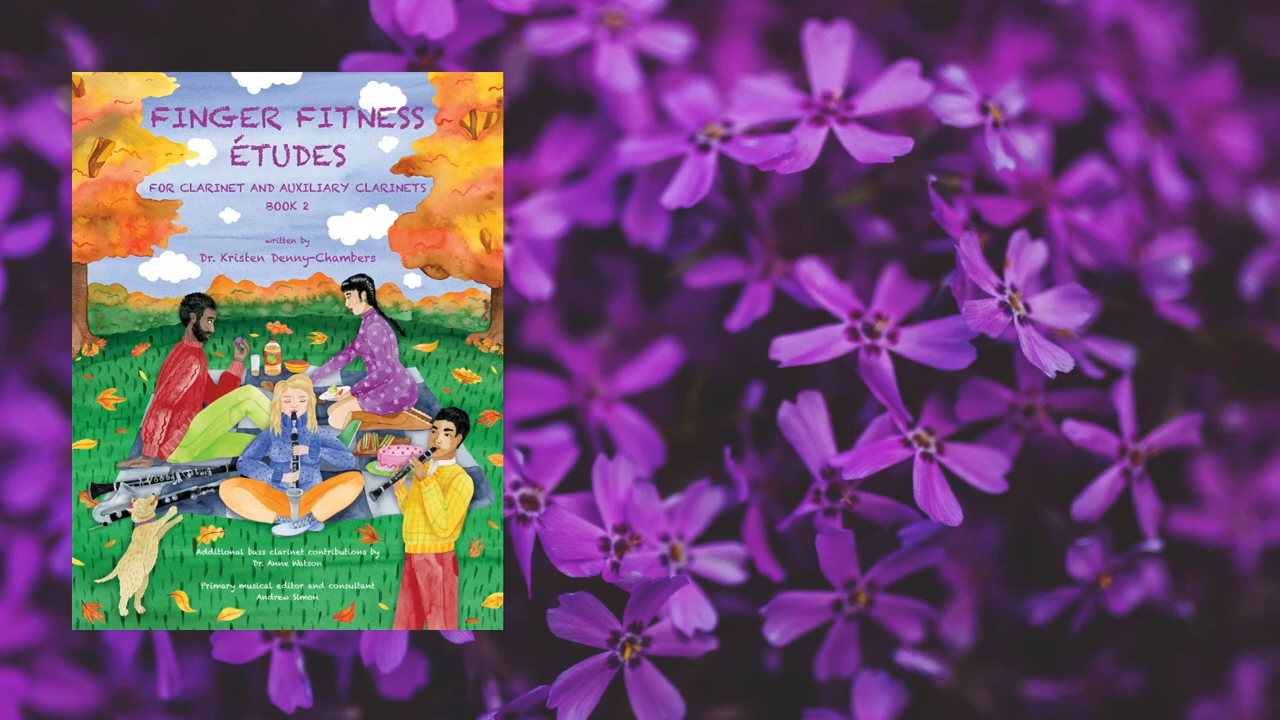 FINGER FITNESS
ÉTUDES
FOR CLARINET AND AUXILIARY CLARINETS
BOOK 2
written by
Dr. Kristen Denny-Chambers
Additional bass clarinet contributions by
Dr. Anne Watson
Primary musical editor and consultant
Andrew Simon